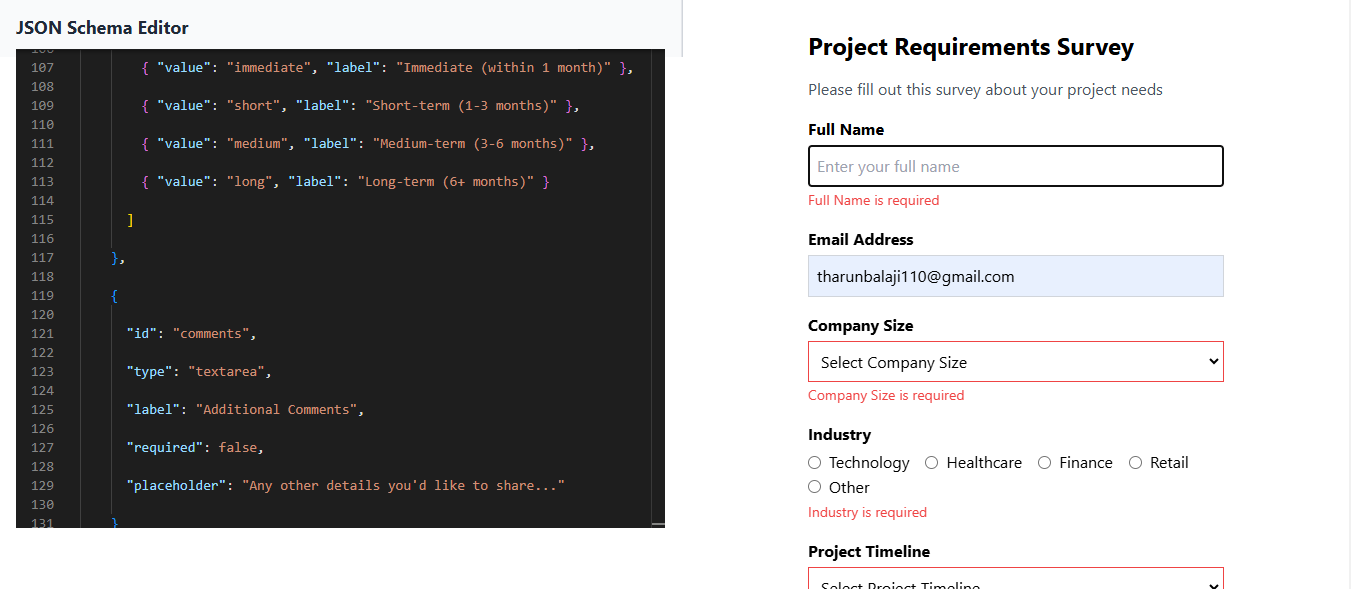 JSON Schema Editor
107 { "value": "immediate", "label": "Immediate (within 1 month)" },
108
109 { "value": "short", "label": "Short-term (1-3 months)" },
110
111 { "value": "medium", "label": "Medium-term (3-6 months)" },
112
113 { "value": "long", "label": "Long-term (6+ months)" }
114
115 ]
116
117 },
118
119 {
120
121 "id": "comments",
122
123 "type": "textarea",
124
125 "label": "Additional Comments",
126
127 "required": false,
128
129 "placeholder": "Any other details you'd like to share..."
130
131 }
Project Requirements Survey
Please fill out this survey about your project needs
Full Name
Enter your full name
Full Name is required
Email Address
tharunbalaji110@gmail.com
Company Size
Select Company Size
Company Size is required
Industry
Technology Healthcare Finance Retail
Other
Industry is required
Project Timeline
Select Project Timeline